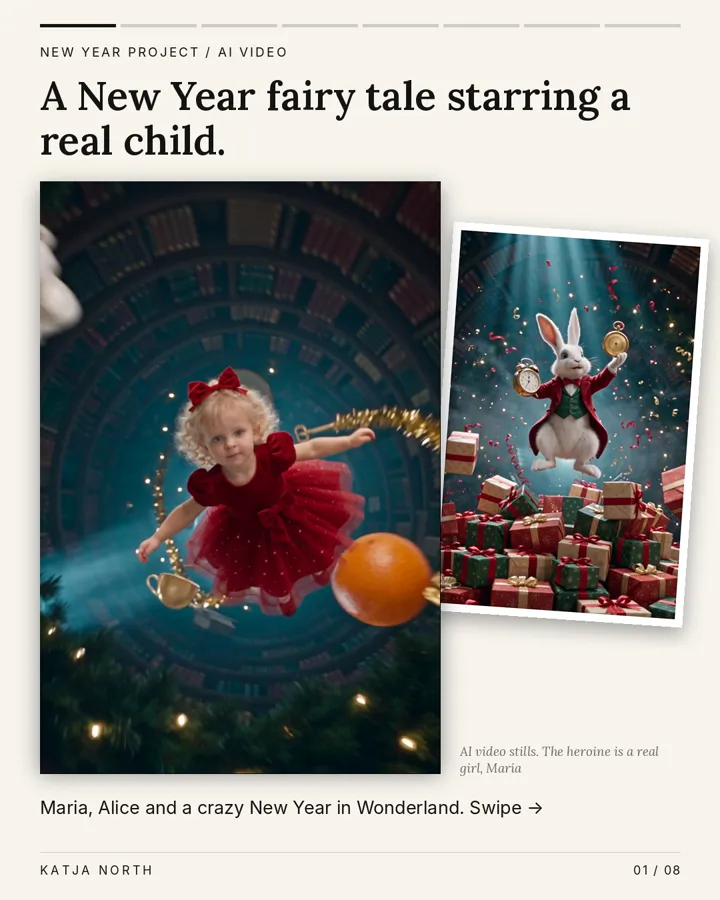 NEW YEAR PROJECT / AI VIDEO
A New Year fairy tale starring a
real child.
AI video stills. The heroine is a real
girl, Maria
Maria, Alice and a crazy New Year in Wonderland. Swipe →
KATJA NORTH
01 / 08